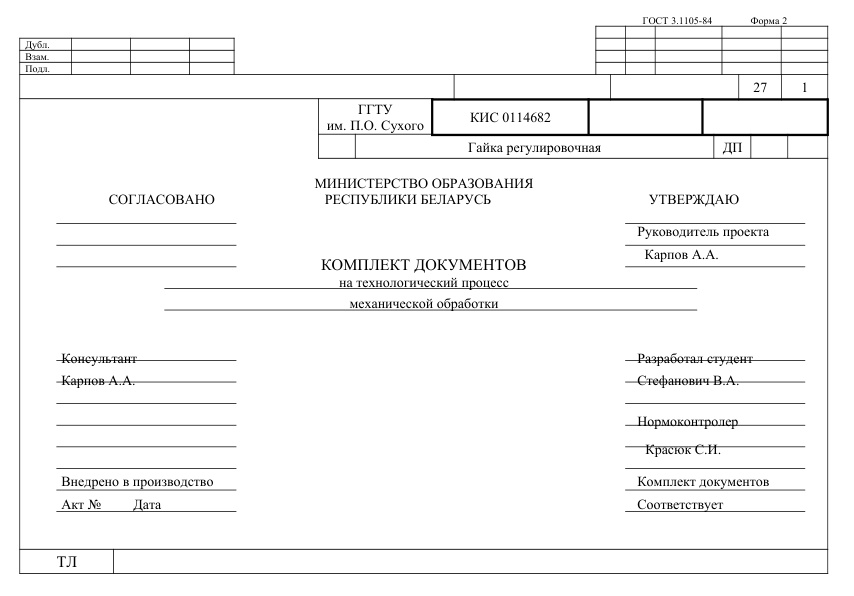 ГОСТ 3.1105-84 Форма 2
Дубл.
Взам.
Подл.
27 1
ГГТУ
им. П.О. Сухого
КИС 0114682
Гайка регулировочная ДП
МИНИСТЕРСТВО ОБРАЗОВАНИЯ
РЕСПУБЛИКИ БЕЛАРУСЬ
СОГЛАСОВАНО
УТВЕРЖДАЮ
Руководитель проекта
Карпов А.А.
КОМПЛЕКТ ДОКУМЕНТОВ
на технологический процесс
механической обработки
Консультант
Карпов А.А.
Внедрено в производство
Акт № Дата
Разработал студент
Стефанович В.А.
Нормоконтролер
Красюк С.И.
Комплект документов
Соответствует
ТЛ